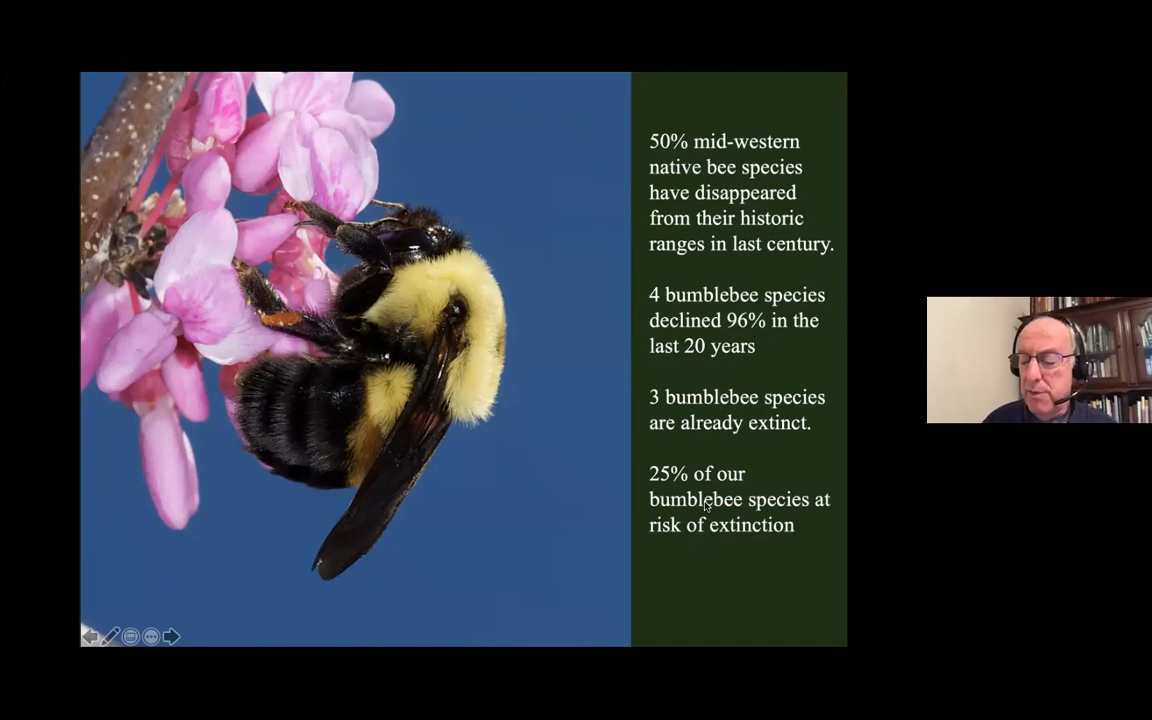 50% mid-western
native bee species
have disappeared
from their historic
ranges in last century.
4 bumblebee species
declined 96% in the
last 20 years
3 bumblebee species
are already extinct.
25% of our
bumblebee species at
risk of extinction